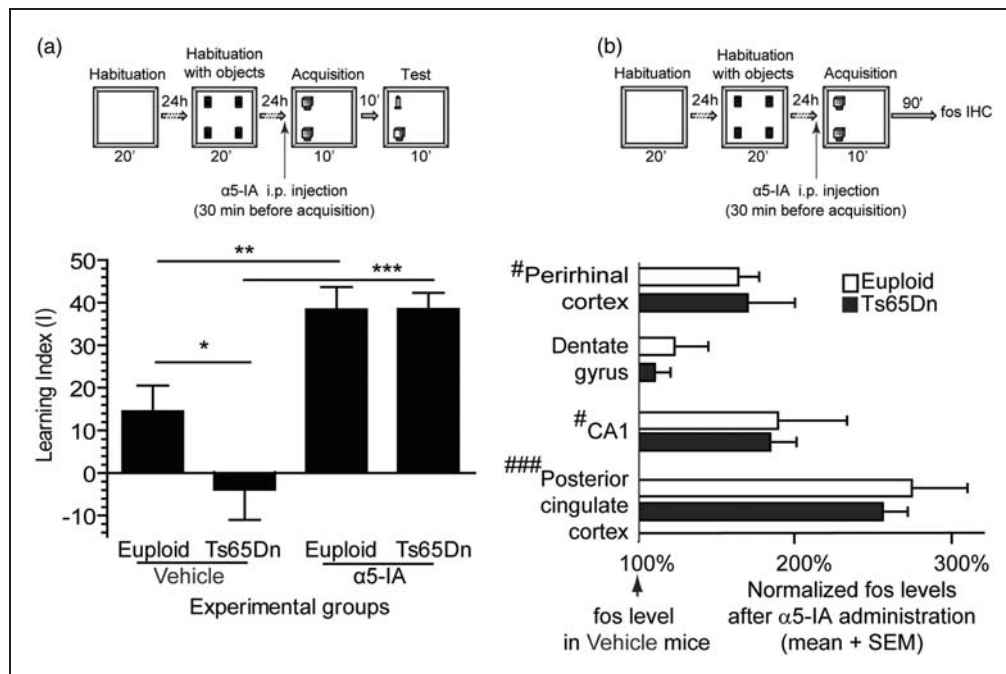 (a)
Habituation
Habituation
with objects
Acquisition
Test
24h
24h
10'
20'
20'
10'
10'
α5-IA i.p. injection
(30 min before acquisition)
Learning Index (I)
50
40
30
20
10
0
-10
**
***
*
Euploid Ts65Dn Euploid Ts65Dn
Vehicle α5-IA
Experimental groups
(b)
Habituation
Habituation
with objects
Acquisition
24h
24h
90'
fos IHC
20'
20'
10'
α5-IA i.p. injection
(30 min before acquisition)
#Perirhinal
cortex
Dentate
gyrus
#CA1
###Posterior
cingulate
cortex
Euploid
Ts65Dn
100% 200% 300%
fos level
in Vehicle mice
Normalized fos levels
after α5-IA administration
(mean + SEM)